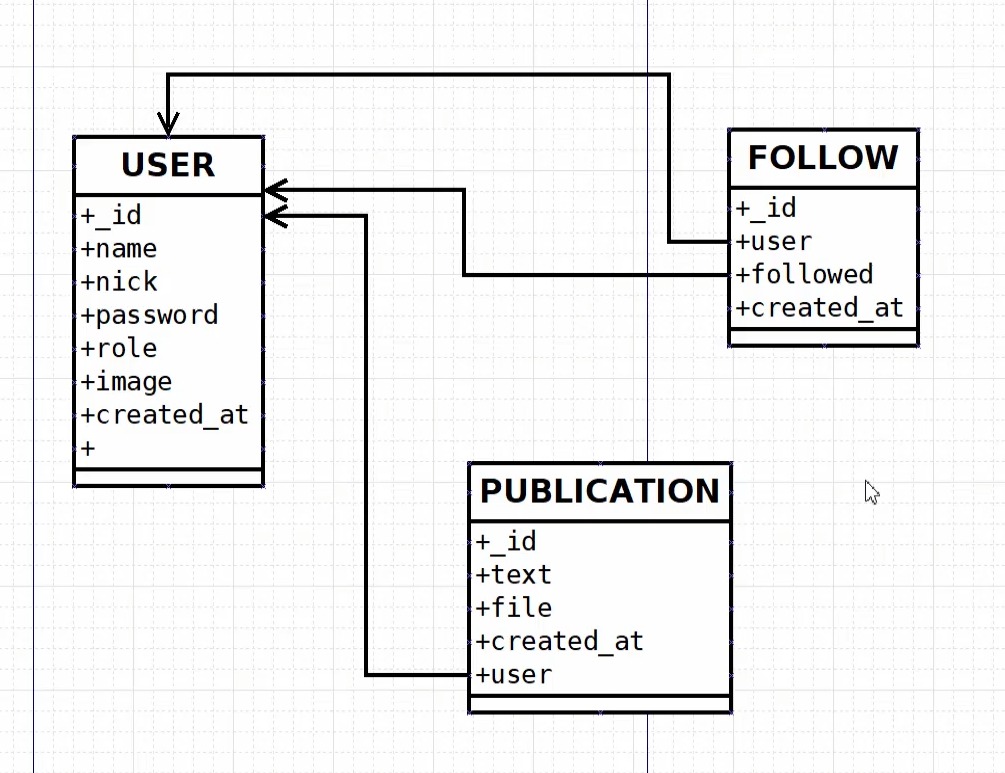 USER
+_id
+name
+nick
+password
+role
+image
+created_at
+
FOLLOW
+_id
+user
+followed
+created_at
PUBLICATION
+_id
+text
+file
+created_at
+user